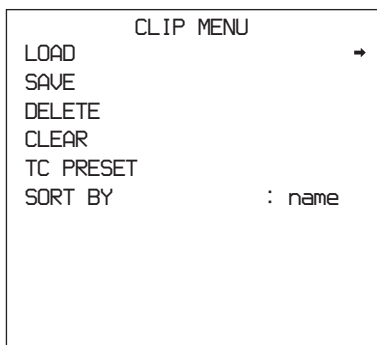 CLIP MENU
LOAD ➡
SAVE
DELETE
CLEAR
TC PRESET
SORT BY : name